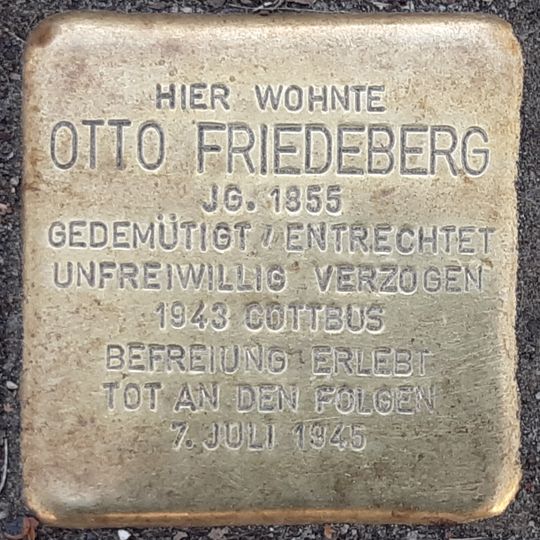 HIER WOHNTE
OTTO FRIEDEBERG
JG. 1855
GEDEMÜTIGT / ENTRECHTET
UNFREIWILLIG VERZOGEN
1943 COTTBUS
BEFREIUNG ERLEBT
TOT AN DEN FOLGEN
7. JULI 1945